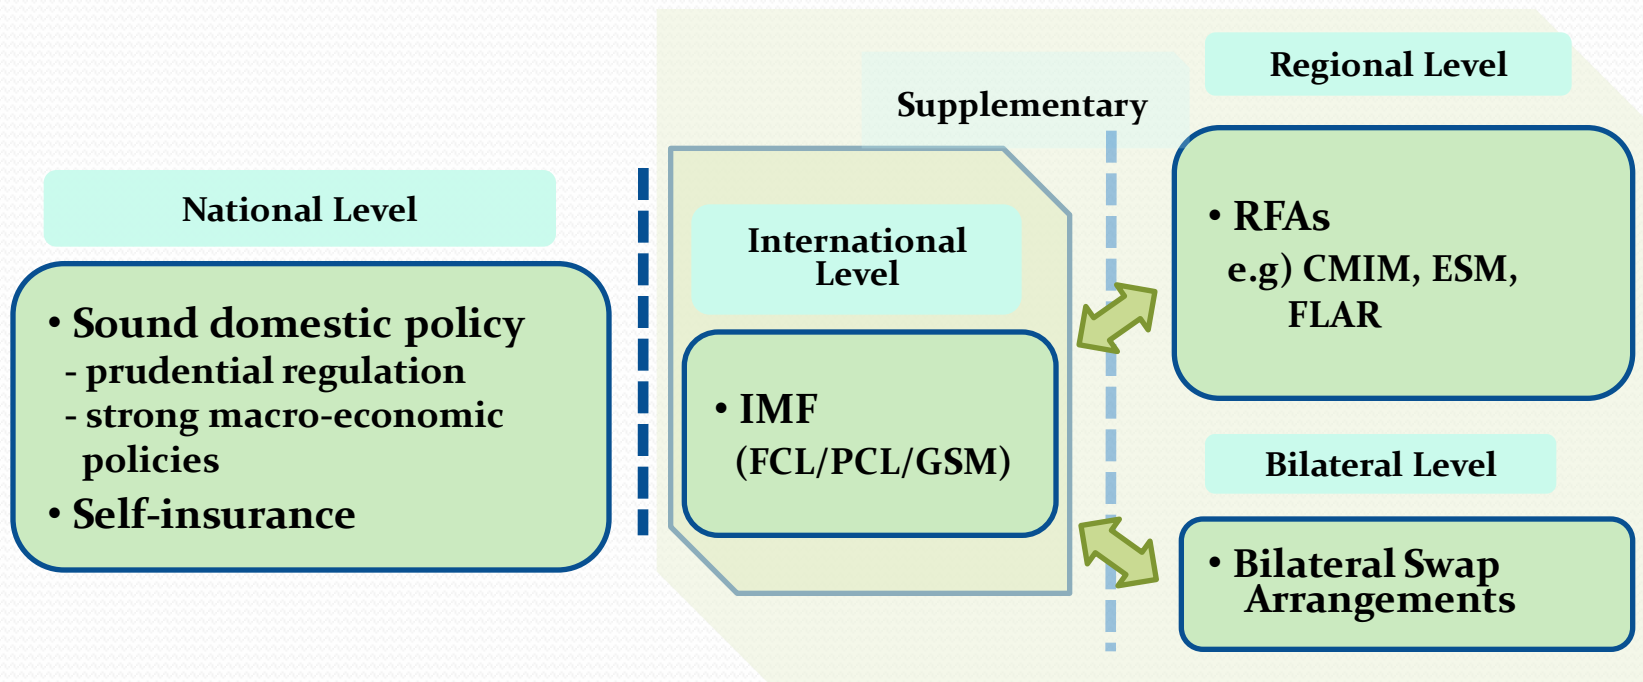 National Level
• Sound domestic policy
- prudential regulation
- strong macro-economic
policies
• Self-insurance
Supplementary
International
Level
• IMF
(FCL/PCL/GSM)
Regional Level
• RFAs
e.g) CMIM, ESM,
FLAR
Bilateral Level
• Bilateral Swap
Arrangements